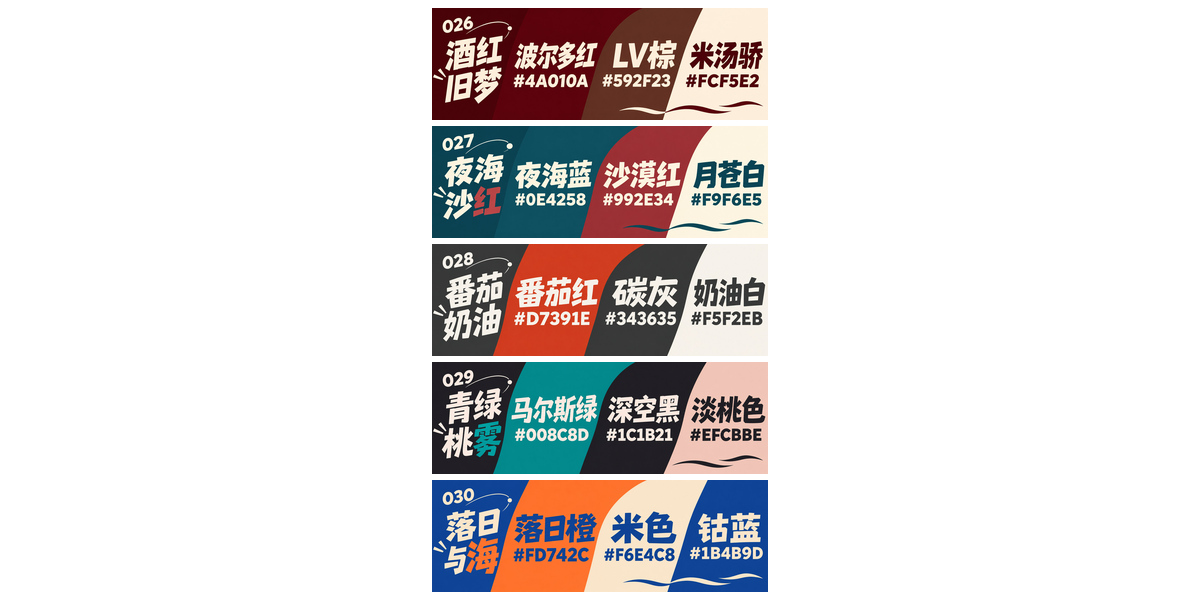 026
酒红
旧梦
波尔多红
#4A010A
LV棕
#592F23
米汤骄
#FCF5E2
027
夜海
沙红
夜海蓝
#0E4258
沙漠红
#992E34
月苍白
#F9F6E5
028
番茄
奶油
番茄红
#D7391E
碳灰
#343635
奶油白
#F5F2EB
029
青绿
桃雾
马尔斯绿
#008C8D
深空黑
#1C1B21
淡桃色
#EFCBBE
030
落日
与海
落日橙
#FD742C
米色
#F6E4C8
钴蓝
#1B4B9D